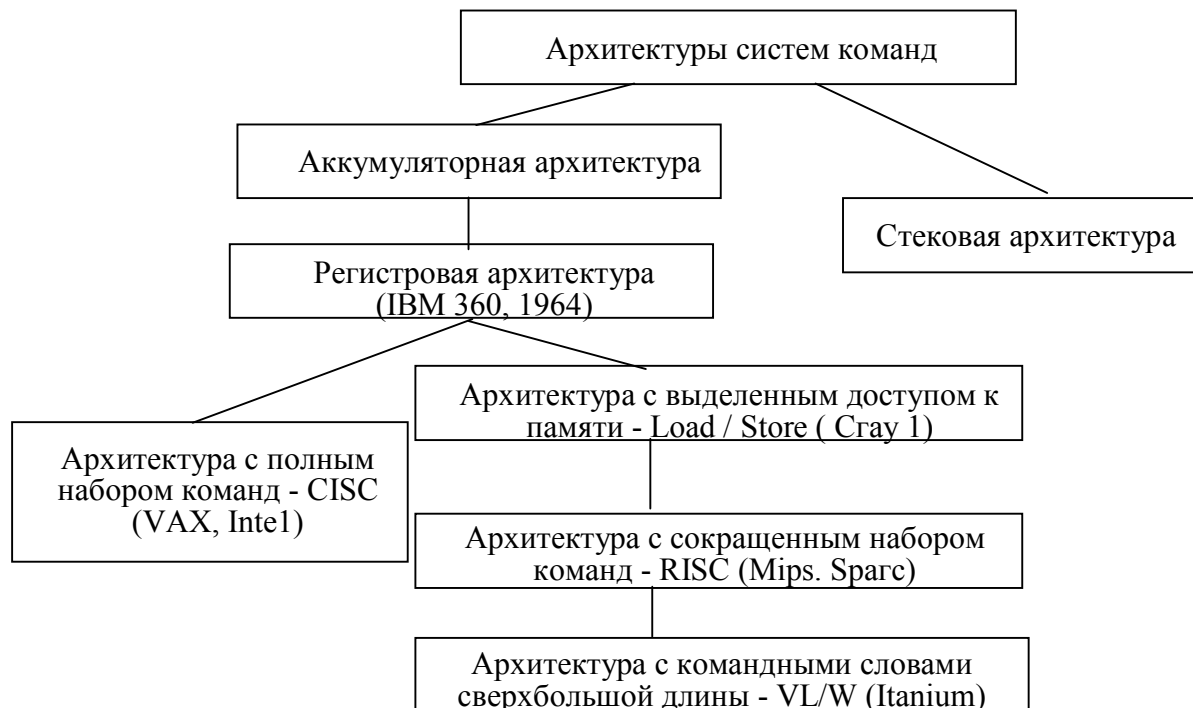 Архитектуры систем команд
Аккумуляторная архитектура
Стековая архитектура
Регистровая архитектура
(IBM 360, 1964)
Архитектура с выделенным доступом к
памяти - Load / Store ( Сгау 1)
Архитектура с полным
набором команд - CISC
(VAX, Inte1)
Архитектура с сокращенным набором
команд - RISC (Mips. Spaгc)
Архитектура с командными словами
сверхбольшой длины - VL/W (Itanium)